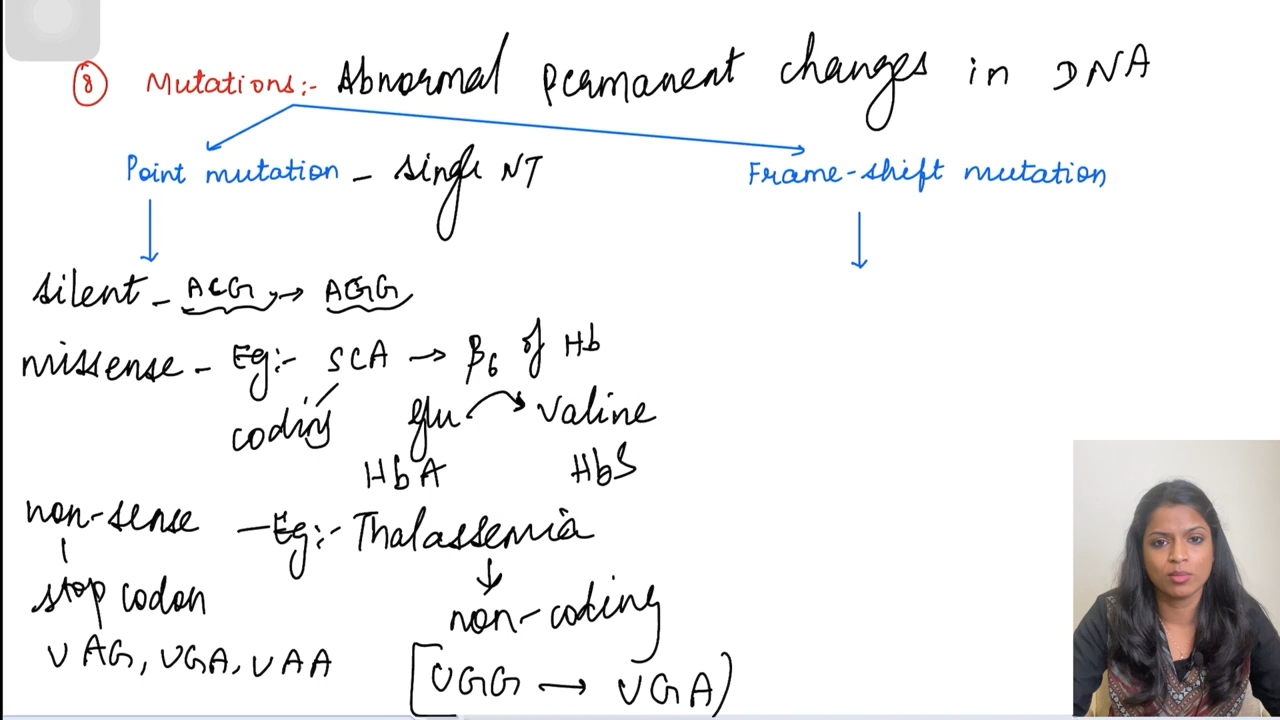 8 Mutations:- Abnormal permanent changes in DNA
Point mutation - single NT
Frame-shift mutation
silent - ACG → AGG
missense - Eg:- SCA → β6 of Hb
coding glu → valine
HbA HbS
non-sense - Eg:- Thalassemia
stop codon
non-coding
UAG, UGA, UAA
[UGG → UGA)